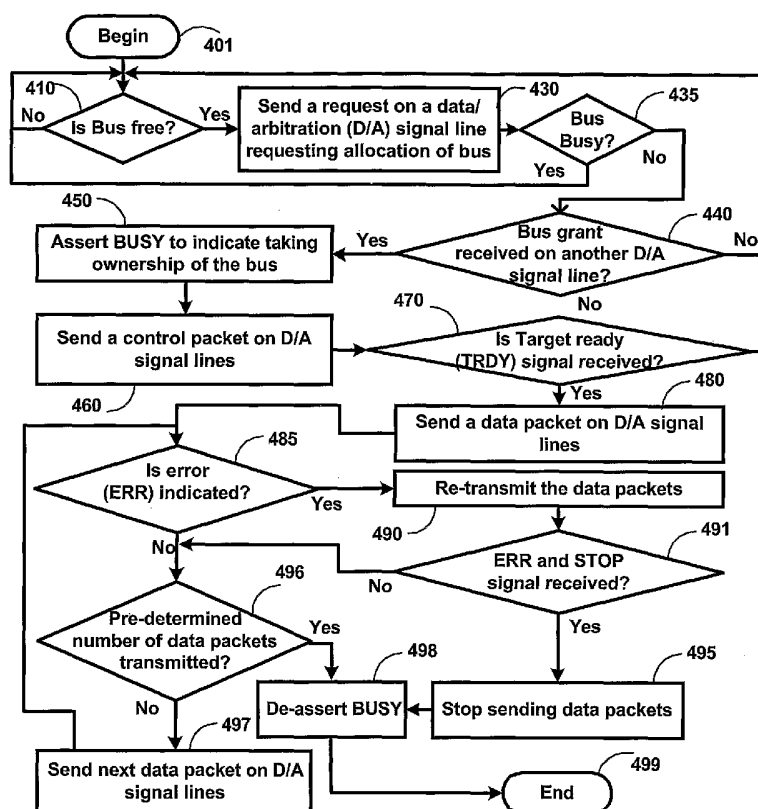 Begin
401
410
No
Is Bus free?
Yes
Send a request on a data/
arbitration (D/A) signal line
requesting allocation of bus
430
Bus
Busy?
435
Yes
No
450
Assert BUSY to indicate taking
ownership of the bus
Yes
Bus grant
received on another D/A
signal line?
440
No
No
470
Send a control packet on D/A
signal lines
460
Is Target ready
(TRDY) signal received?
Yes
480
Send a data packet on D/A signal
lines
485
Is error
(ERR) indicated?
Yes
Re-transmit the data packets
490
491
No
No
ERR and STOP
signal received?
Yes
496
Pre-determined
number of data packets
transmitted?
Yes
498
De-assert BUSY
495
Stop sending data packets
No
497
Send next data packet on D/A
signal lines
End
499